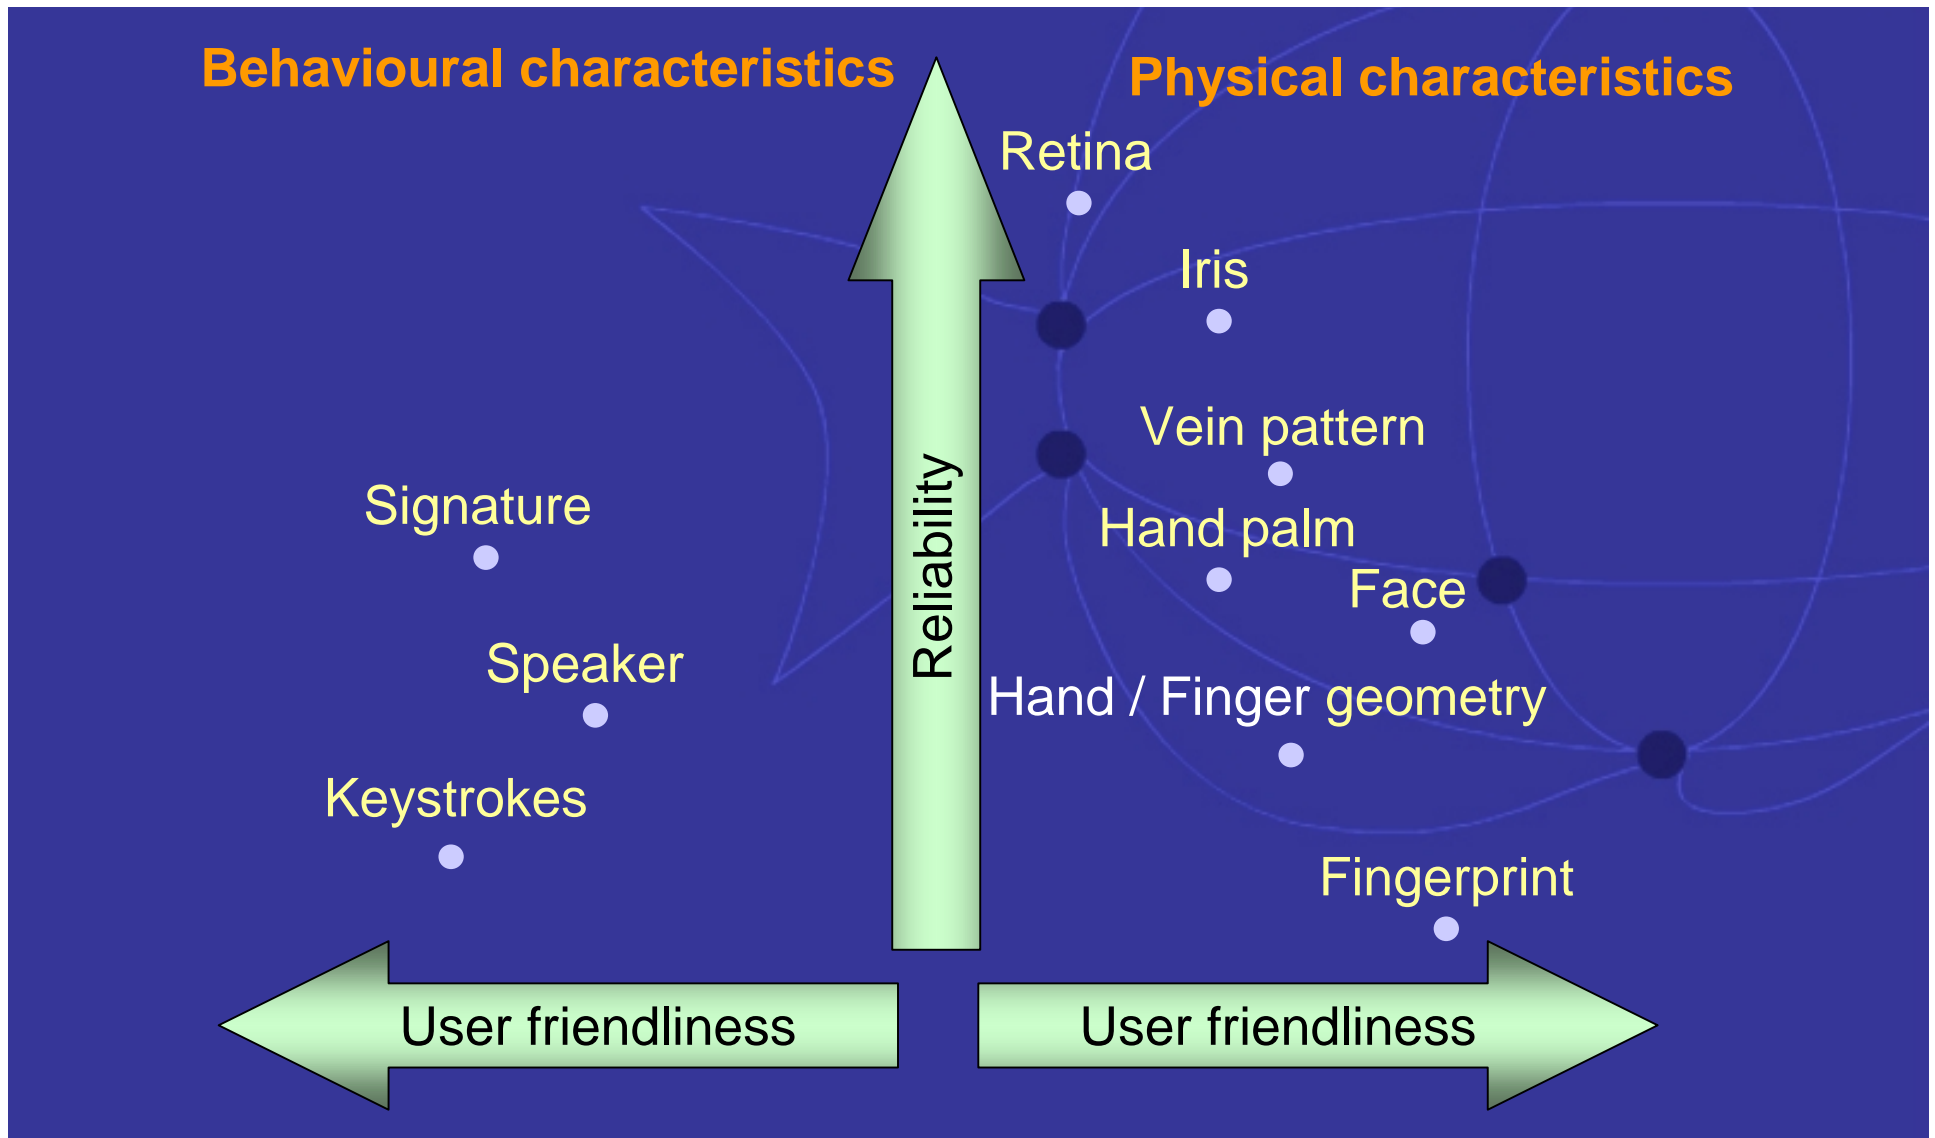 Behavioural characteristics
Physical characteristics
Retina
Iris
Vein pattern
Signature
Hand palm
Face
Reliability
Speaker
Hand / Finger geometry
Keystrokes
Fingerprint
User friendliness
User friendliness